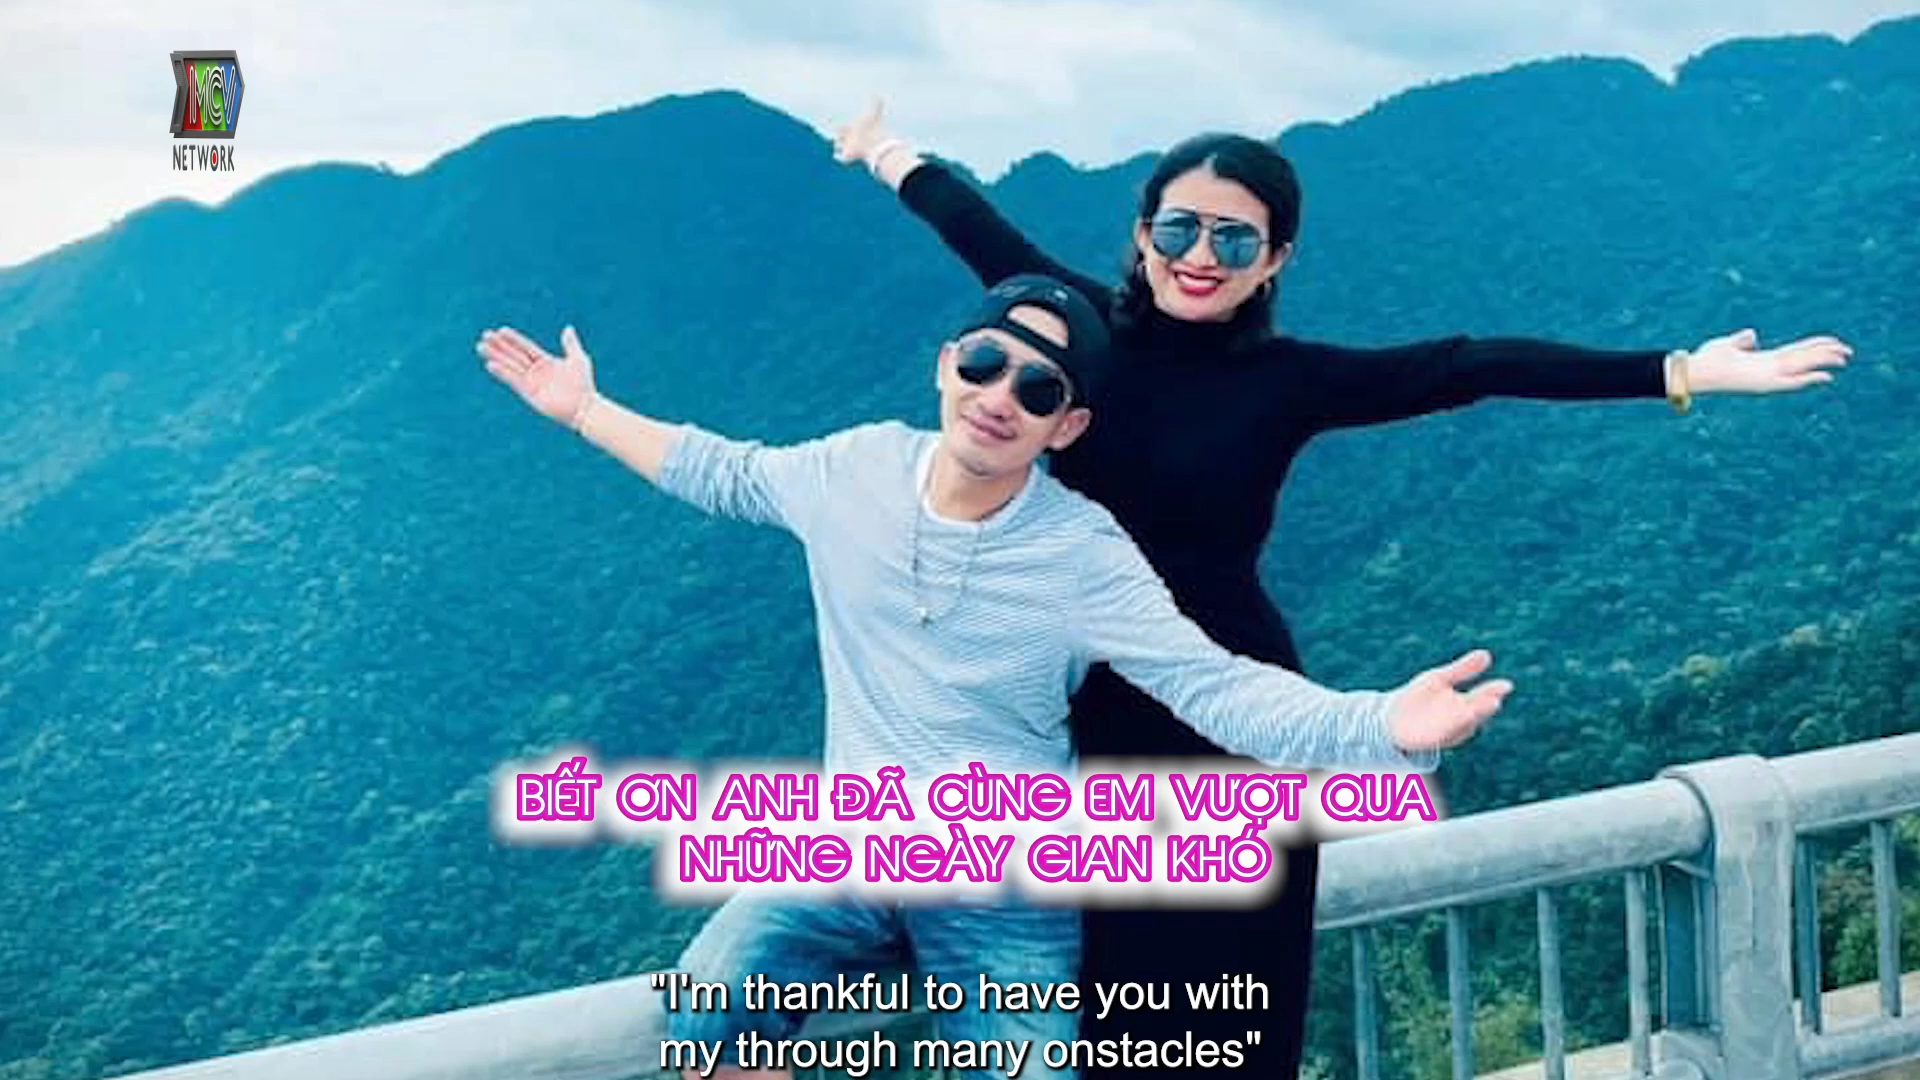 MCV
NETWORK
BIẾT ƠN ANH ĐÃ CÙNG EM VƯỢT QUA
NHỮNG NGÀY GIAN KHÓ
"I'm thankful to have you with
my through many onstacles"